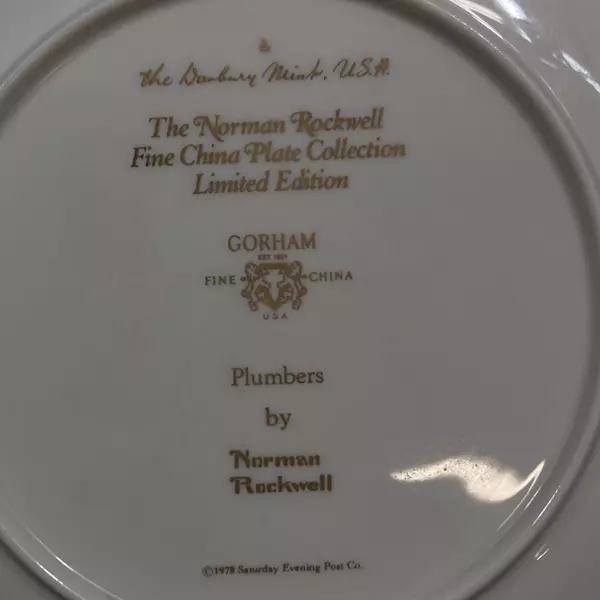 the Danbury Mint, U.S.A.
The Norman Rockwell
Fine China Plate Collection
Limited Edition
GORHAM
EST. 1831
FINE CHINA
USA
Plumbers
by
Norman
Rockwell
©1978 Saturday Evening Post Co.